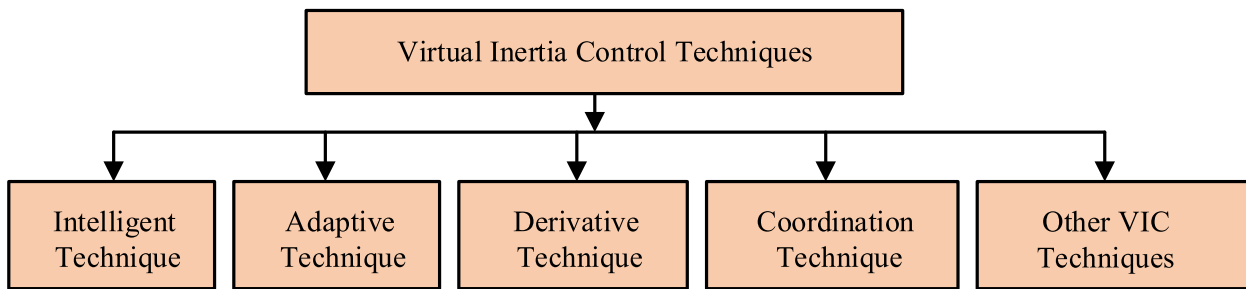 Virtual Inertia Control Techniques
Intelligent
Technique
Adaptive
Technique
Derivative
Technique
Coordination
Technique
Other VIC
Techniques